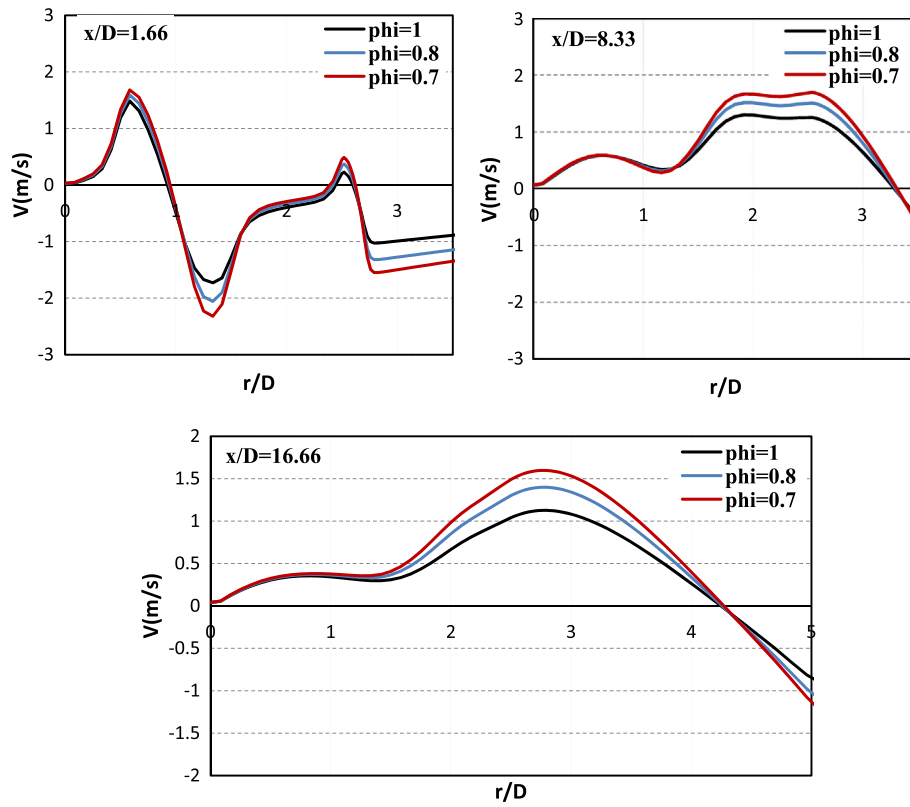 x/D=1.66
phi=1
phi=0.8
phi=0.7
3
2
1
0
-1
-2
-3
0
1
2
3
V(m/s)
r/D
x/D=8.33
phi=1
phi=0.8
phi=0.7
3
2
1
0
-1
-2
-3
0
1
2
3
V(m/s)
r/D
x/D=16.66
phi=1
phi=0.8
phi=0.7
2
1.5
1
0.5
0
-0.5
-1
-1.5
-2
0
1
2
3
4
5
V(m/s)
r/D